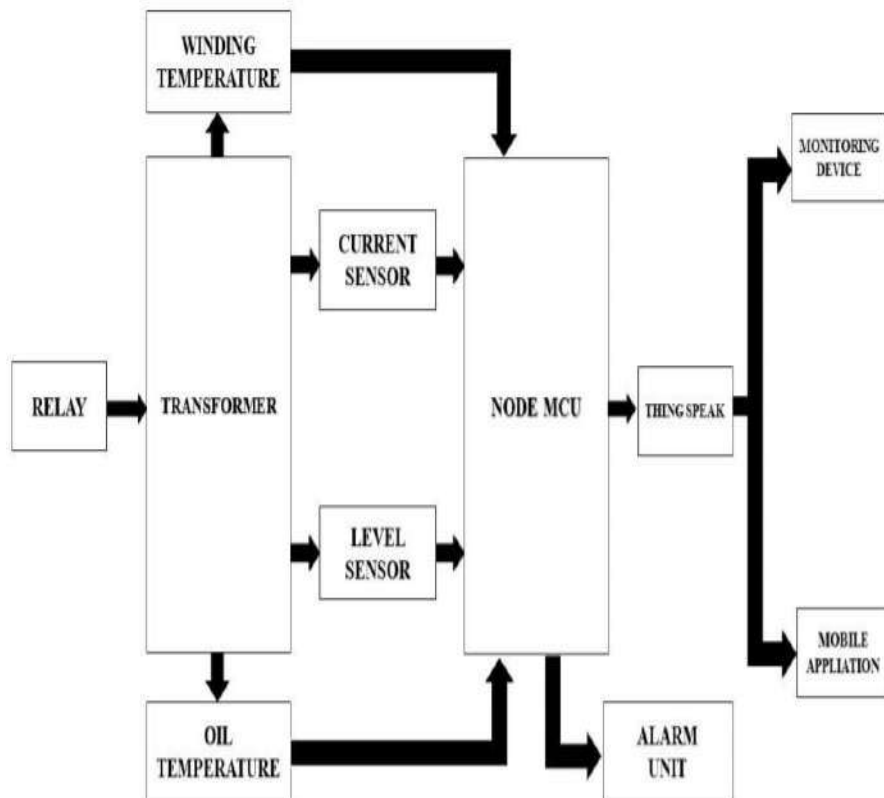 WINDING
TEMPERATURE
MONITORING
DEVICE
CURRENT
SENSOR
RELAY
TRANSFORMER
NODE MCU
THING SPEAK
LEVEL
SENSOR
MOBILE
APPLIATION
OIL
TEMPERATURE
ALARM
UNIT